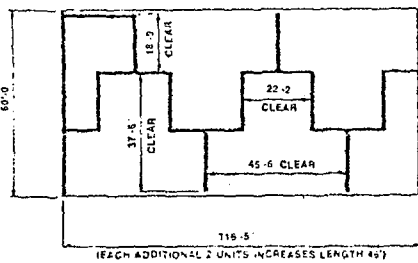 18'-0
CLEAR
60'-0
22'-2
CLEAR
37'-6
CLEAR
45'-6 CLEAR
116'-5
(EACH ADDITIONAL 2 UNITS INCREASES LENGTH 46')